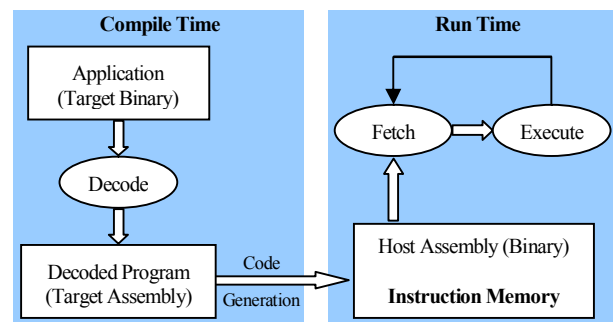 Compile Time
Application
(Target Binary)
Decode
Decoded Program
(Target Assembly)
Code
Generation
Run Time
Fetch
Execute
Host Assembly (Binary)
Instruction Memory